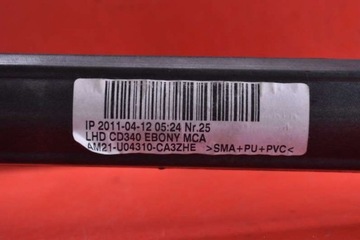 IP 2011-04-12 05:24 Nr.25
LHD CD340 EBONY MCA
AM21-U04310-CA3ZHE >SMA+PU+PVC<